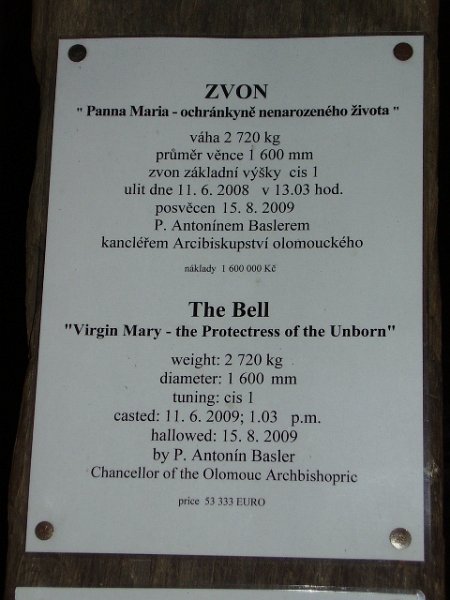 ZVON
" Panna Maria - ochránkyně nenarozeného života "
váha 2 720 kg
průměr věnce 1 600 mm
zvon základní výšky cis 1
ulit dne 11. 6. 2008 v 13.03 hod.
posvěcen 15. 8. 2009
P. Antonínem Baslerem
kancléřem Arcibiskupství olomouckého
náklady 1 600 000 Kč
The Bell
"Virgin Mary - the Protectress of the Unborn"
weight: 2 720 kg
diameter: 1 600 mm
tuning: cis 1
casted: 11. 6. 2009; 1.03 p.m.
hallowed: 15. 8. 2009
by P. Antonín Basler
Chancellor of the Olomouc Archbishopric
price 53 333 EURO